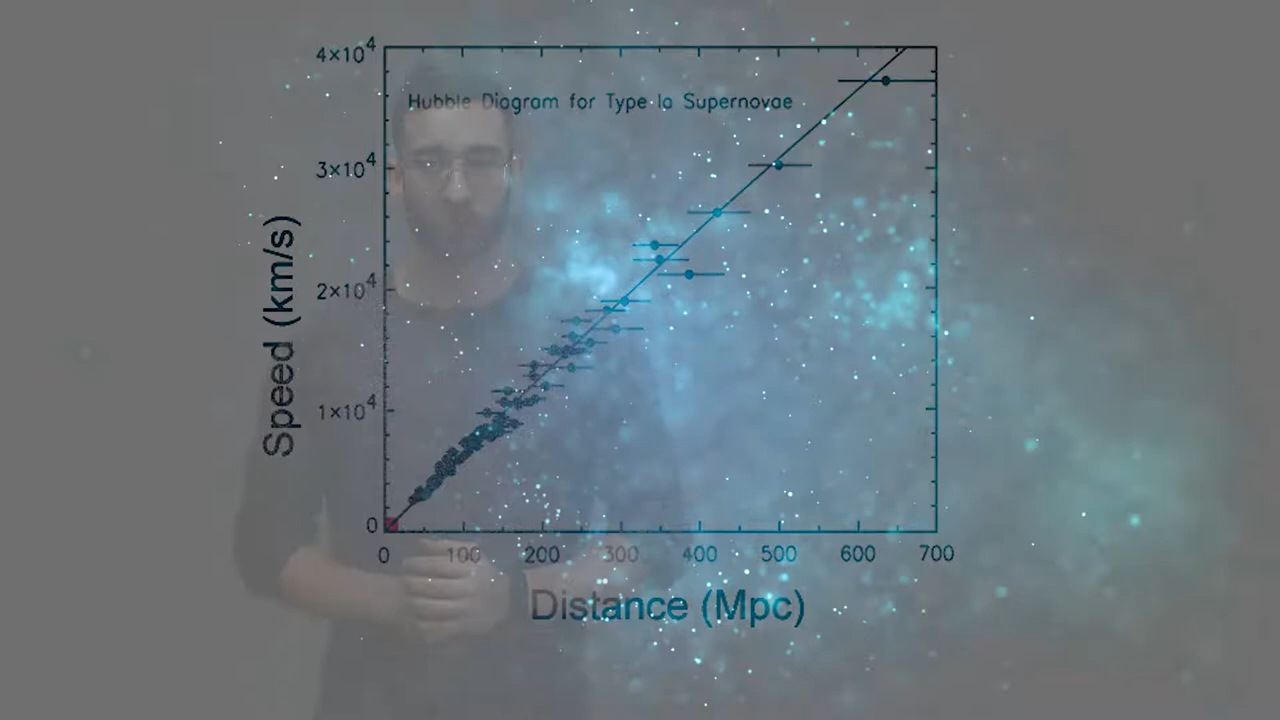 4×10⁴
Hubble Diagram for Type Ia Supernovae
3×10⁴
2×10⁴
1×10⁴
0
0 100 200 300 400 500 600 700
Speed (km/s)
Distance (Mpc)